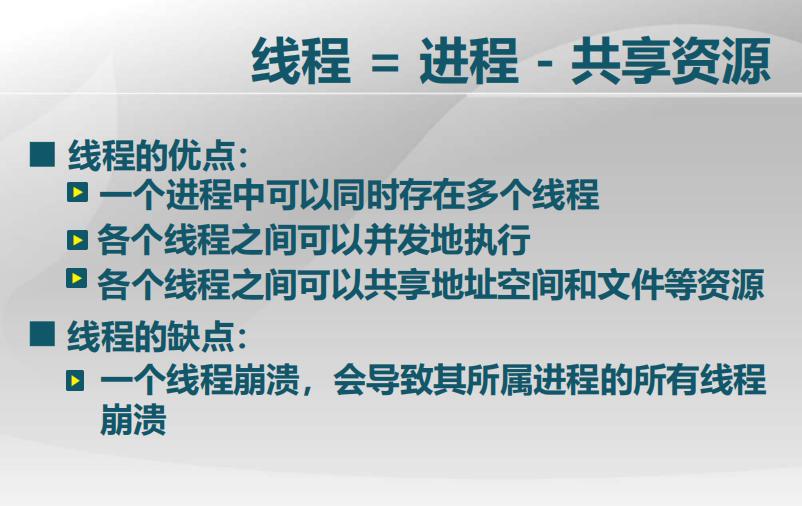 线程 = 进程 - 共享资源
线程的优点：
一个进程中可以同时存在多个线程
各个线程之间可以并发地执行
各个线程之间可以共享地址空间和文件等资源
线程的缺点：
一个线程崩溃，会导致其所属进程的所有线程
崩溃